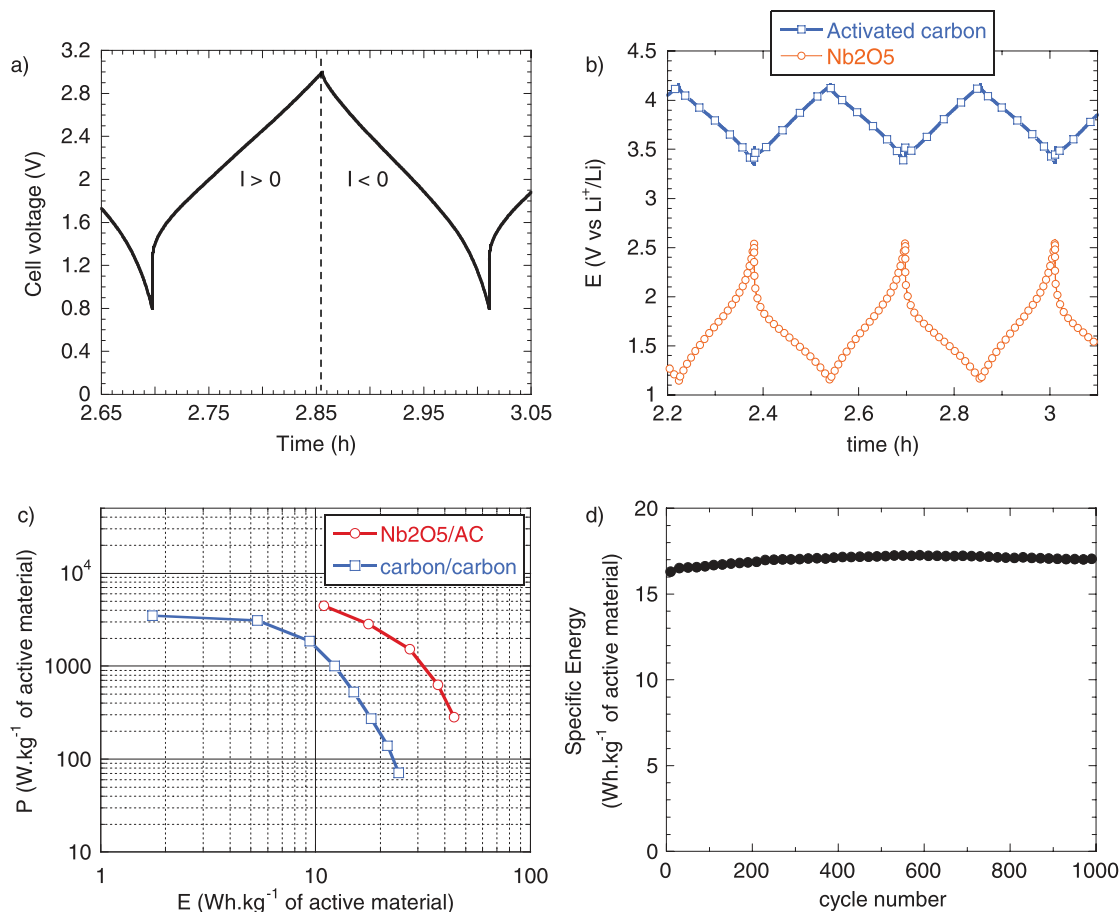 a)
3.2
2.8
2.4
2
1.6
1.2
0.8
0.4
0
Cell voltage (V)
I > 0
I < 0
2.65
2.75
2.85
2.95
3.05
Time (h)
Activated carbon
Nb2O5
b)
4.5
4
3.5
3
2.5
2
1.5
1
E (V vs Li⁺/Li)
2.2
2.4
2.6
2.8
3
time (h)
c)
Nb2O5/AC
carbon/carbon
10⁴
1000
100
10
P (W.kg⁻¹ of active material)
1
10
100
E (Wh.kg⁻¹ of active material)
d)
20
15
10
5
0
Specific Energy
(Wh.kg⁻¹ of active material)
0
200
400
600
800
1000
cycle number